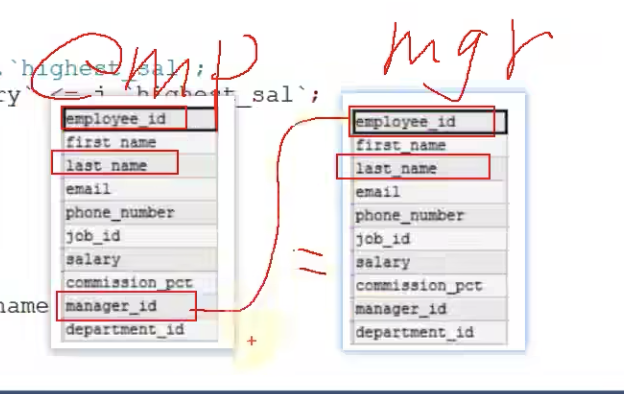 emp
mgr
.`highest_sal`;
ry` <= j.`highest_sal`;
employee_id
first_name
last_name
email
phone_number
job_id
salary
commission_pct
manager_id
department_id
name
=
employee_id
first_name
last_name
email
phone_number
job_id
salary
commission_pct
manager_id
department_id